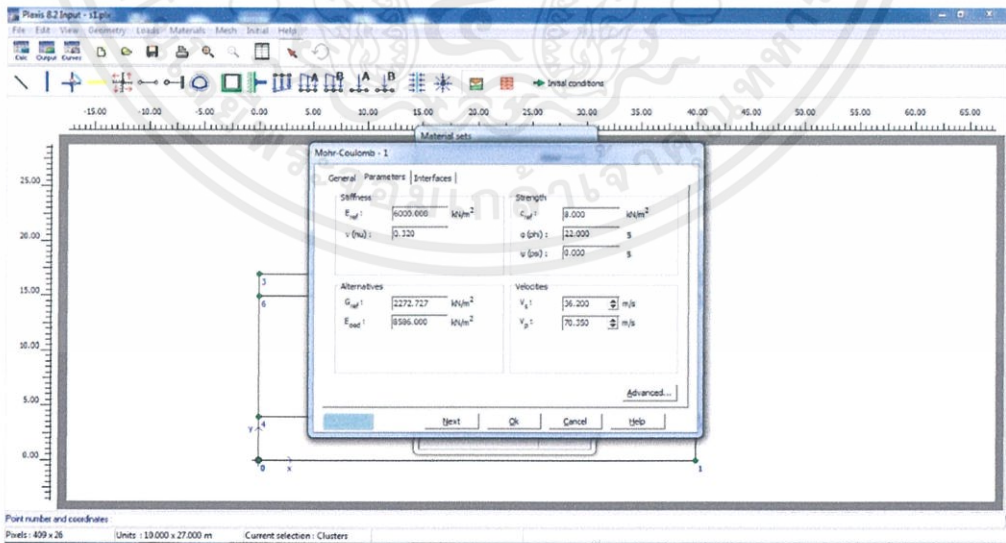 Plaxis 8.2 Input - s1.plx
File Edit View Geometry Loads Materials Mesh Initial Help
Calc Output Curves
Initial conditions
-15.00 -10.00 -5.00 0.00 5.00 10.00 15.00 20.00 25.00 30.00 35.00 40.00 45.00 50.00 55.00 60.00 65.00
Material sets
Mohr-Coulomb - 1
General Parameters Interfaces
Stiffness
E_ref : 6000.000 kN/m²
ν (nu) : 0.320
Strength
c_ref : 8.000 kN/m²
φ (phi) : 22.000 °
ψ (psi) : 0.000 °
Alternatives
G_ref : 2272.727 kN/m²
E_oed : 8586.000 kN/m²
Velocities
V_s : 36.200 m/s
V_p : 70.350 m/s
Advanced...
Next Ok Cancel Help
25.00
20.00
15.00
10.00
5.00
0.00
3
6
4
y
0 x 1
Point number and coordinates
Pixels : 409 x 26 Units : 10.000 x 27.000 m Current selection : Clusters